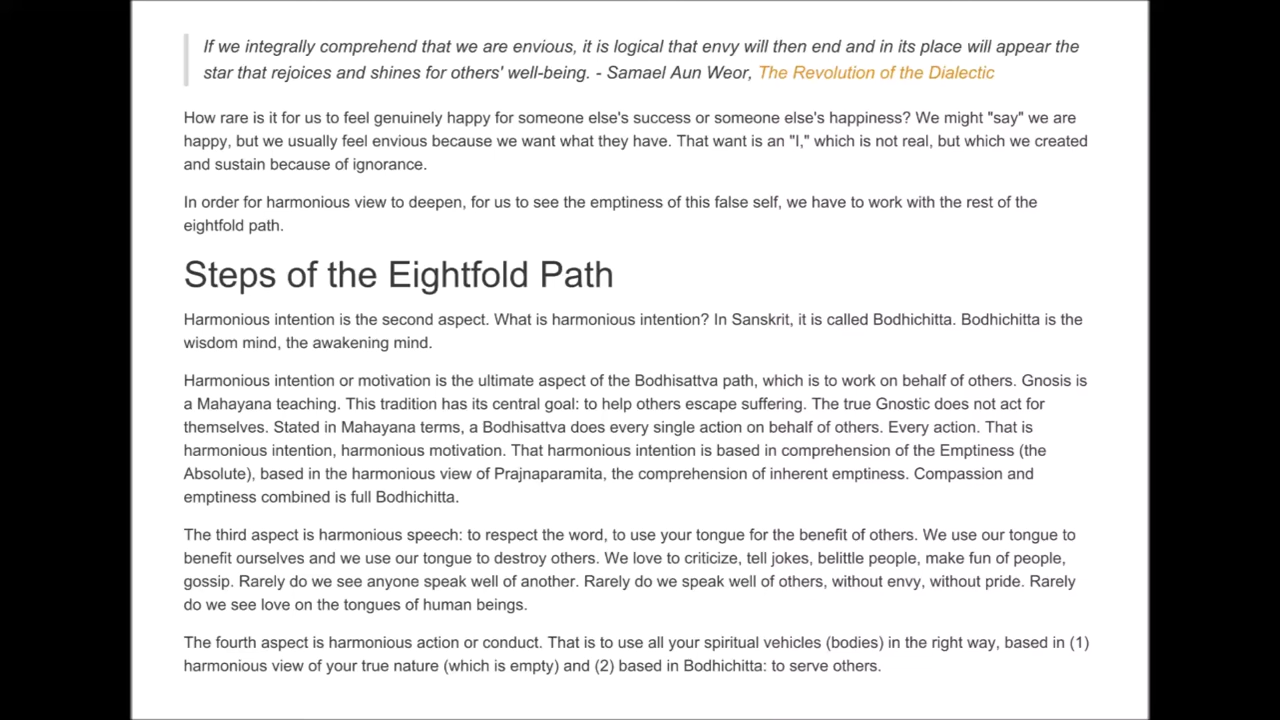 If we integrally comprehend that we are envious, it is logical that envy will then end and in its place will appear the
star that rejoices and shines for others' well-being. - Samael Aun Weor, The Revolution of the Dialectic
How rare is it for us to feel genuinely happy for someone else's success or someone else's happiness? We might "say" we are
happy, but we usually feel envious because we want what they have. That want is an "I," which is not real, but which we created
and sustain because of ignorance.
In order for harmonious view to deepen, for us to see the emptiness of this false self, we have to work with the rest of the
eightfold path.
Steps of the Eightfold Path
Harmonious intention is the second aspect. What is harmonious intention? In Sanskrit, it is called Bodhichitta. Bodhichitta is the
wisdom mind, the awakening mind.
Harmonious intention or motivation is the ultimate aspect of the Bodhisattva path, which is to work on behalf of others. Gnosis is
a Mahayana teaching. This tradition has its central goal: to help others escape suffering. The true Gnostic does not act for
themselves. Stated in Mahayana terms, a Bodhisattva does every single action on behalf of others. Every action. That is
harmonious intention, harmonious motivation. That harmonious intention is based in comprehension of the Emptiness (the
Absolute), based in the harmonious view of Prajnaparamita, the comprehension of inherent emptiness. Compassion and
emptiness combined is full Bodhichitta.
The third aspect is harmonious speech: to respect the word, to use your tongue for the benefit of others. We use our tongue to
benefit ourselves and we use our tongue to destroy others. We love to criticize, tell jokes, belittle people, make fun of people,
gossip. Rarely do we see anyone speak well of another. Rarely do we speak well of others, without envy, without pride. Rarely
do we see love on the tongues of human beings.
The fourth aspect is harmonious action or conduct. That is to use all your spiritual vehicles (bodies) in the right way, based in (1)
harmonious view of your true nature (which is empty) and (2) based in Bodhichitta: to serve others.